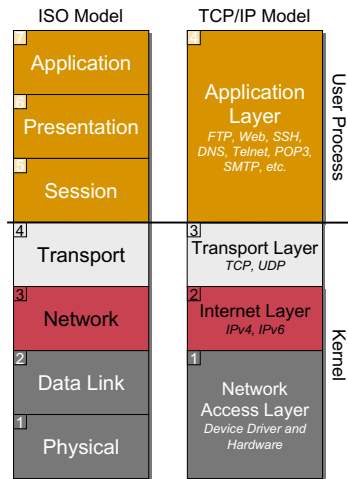 ISO Model
TCP/IP Model
7
Application
6
Presentation
5
Session
4
Transport
3
Network
2
Data Link
1
Physical
4
Application
Layer
FTP, Web, SSH,
DNS, Telnet, POP3,
SMTP, etc.
3
Transport Layer
TCP, UDP
2
Internet Layer
IPv4, IPv6
1
Network
Access Layer
Device Driver and
Hardware
User Process
Kernel